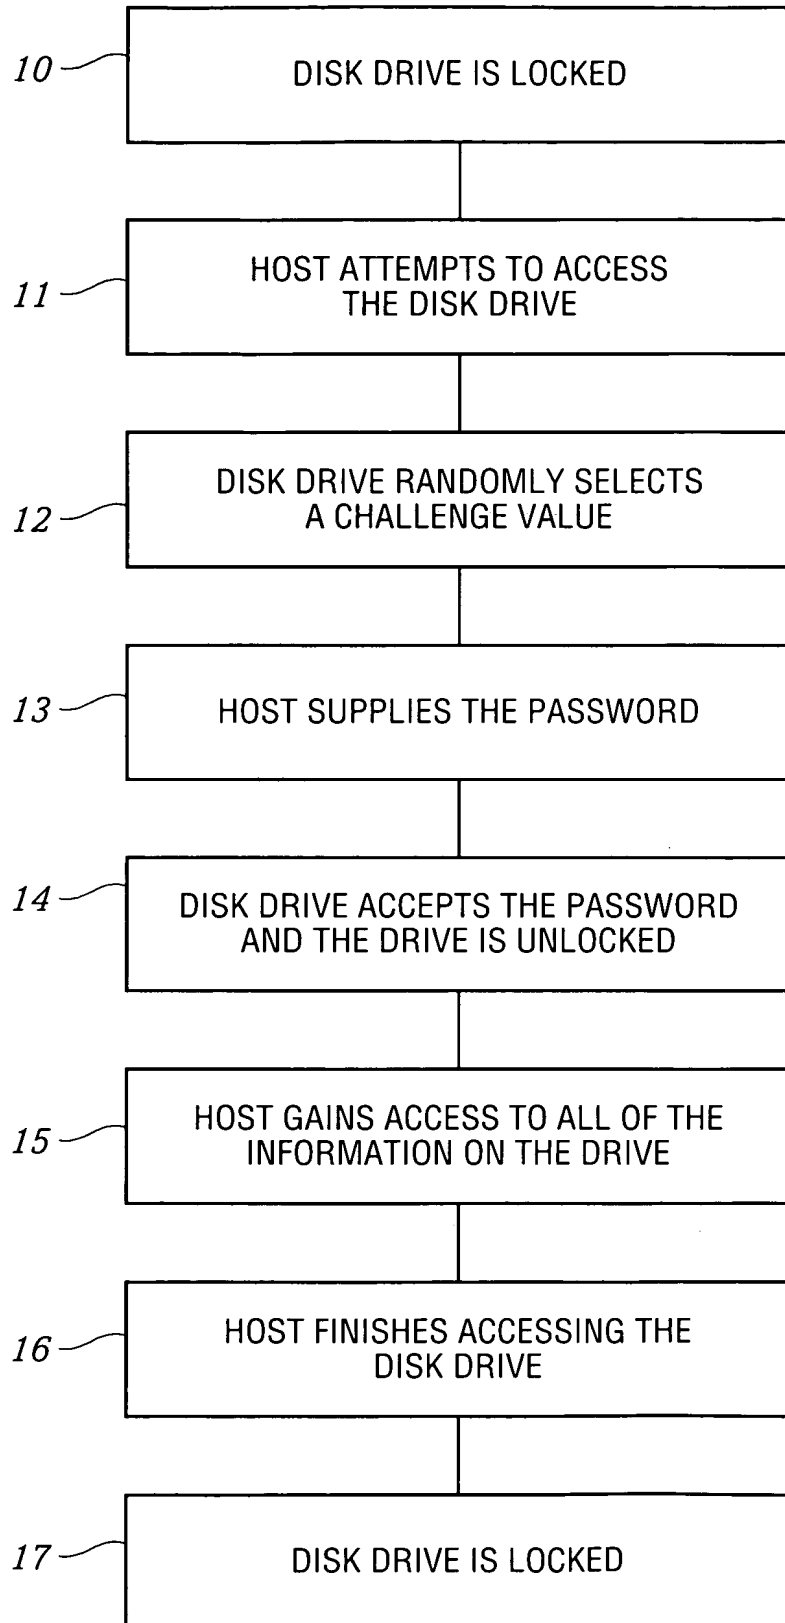 10
DISK DRIVE IS LOCKED
11
HOST ATTEMPTS TO ACCESS
THE DISK DRIVE
12
DISK DRIVE RANDOMLY SELECTS
A CHALLENGE VALUE
13
HOST SUPPLIES THE PASSWORD
14
DISK DRIVE ACCEPTS THE PASSWORD
AND THE DRIVE IS UNLOCKED
15
HOST GAINS ACCESS TO ALL OF THE
INFORMATION ON THE DRIVE
16
HOST FINISHES ACCESSING THE
DISK DRIVE
17
DISK DRIVE IS LOCKED